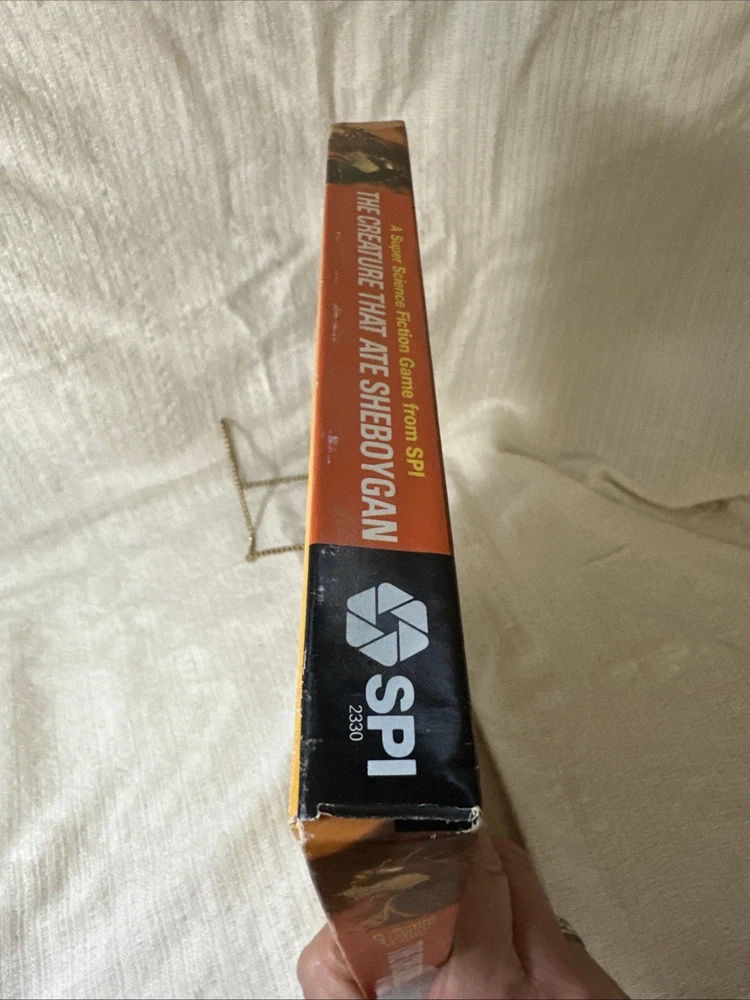 A Super Science Fiction Game from SPI
THE CREATURE THAT ATE SHEBOYGAN
SPI
2330